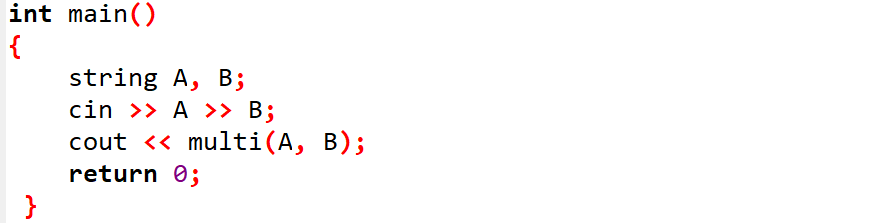 int main()
{
    string A, B;
    cin >> A >> B;
    cout << multi(A, B);
    return 0;
 }